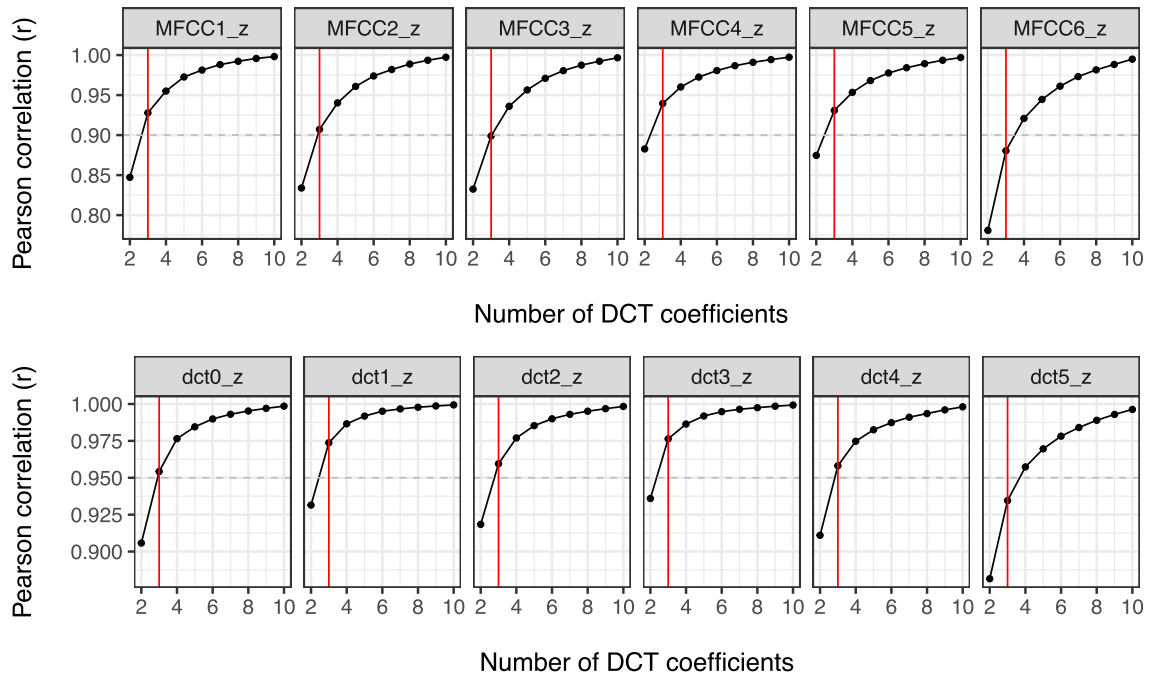 MFCC1_z MFCC2_z MFCC3_z MFCC4_z MFCC5_z MFCC6_z
Pearson correlation (r)
1.00
0.95
0.90
0.85
0.80
2 4 6 8 10 2 4 6 8 10 2 4 6 8 10 2 4 6 8 10 2 4 6 8 10 2 4 6 8 10
Number of DCT coefficients
dct0_z dct1_z dct2_z dct3_z dct4_z dct5_z
Pearson correlation (r)
1.000
0.975
0.950
0.925
0.900
2 4 6 8 10 2 4 6 8 10 2 4 6 8 10 2 4 6 8 10 2 4 6 8 10 2 4 6 8 10
Number of DCT coefficients